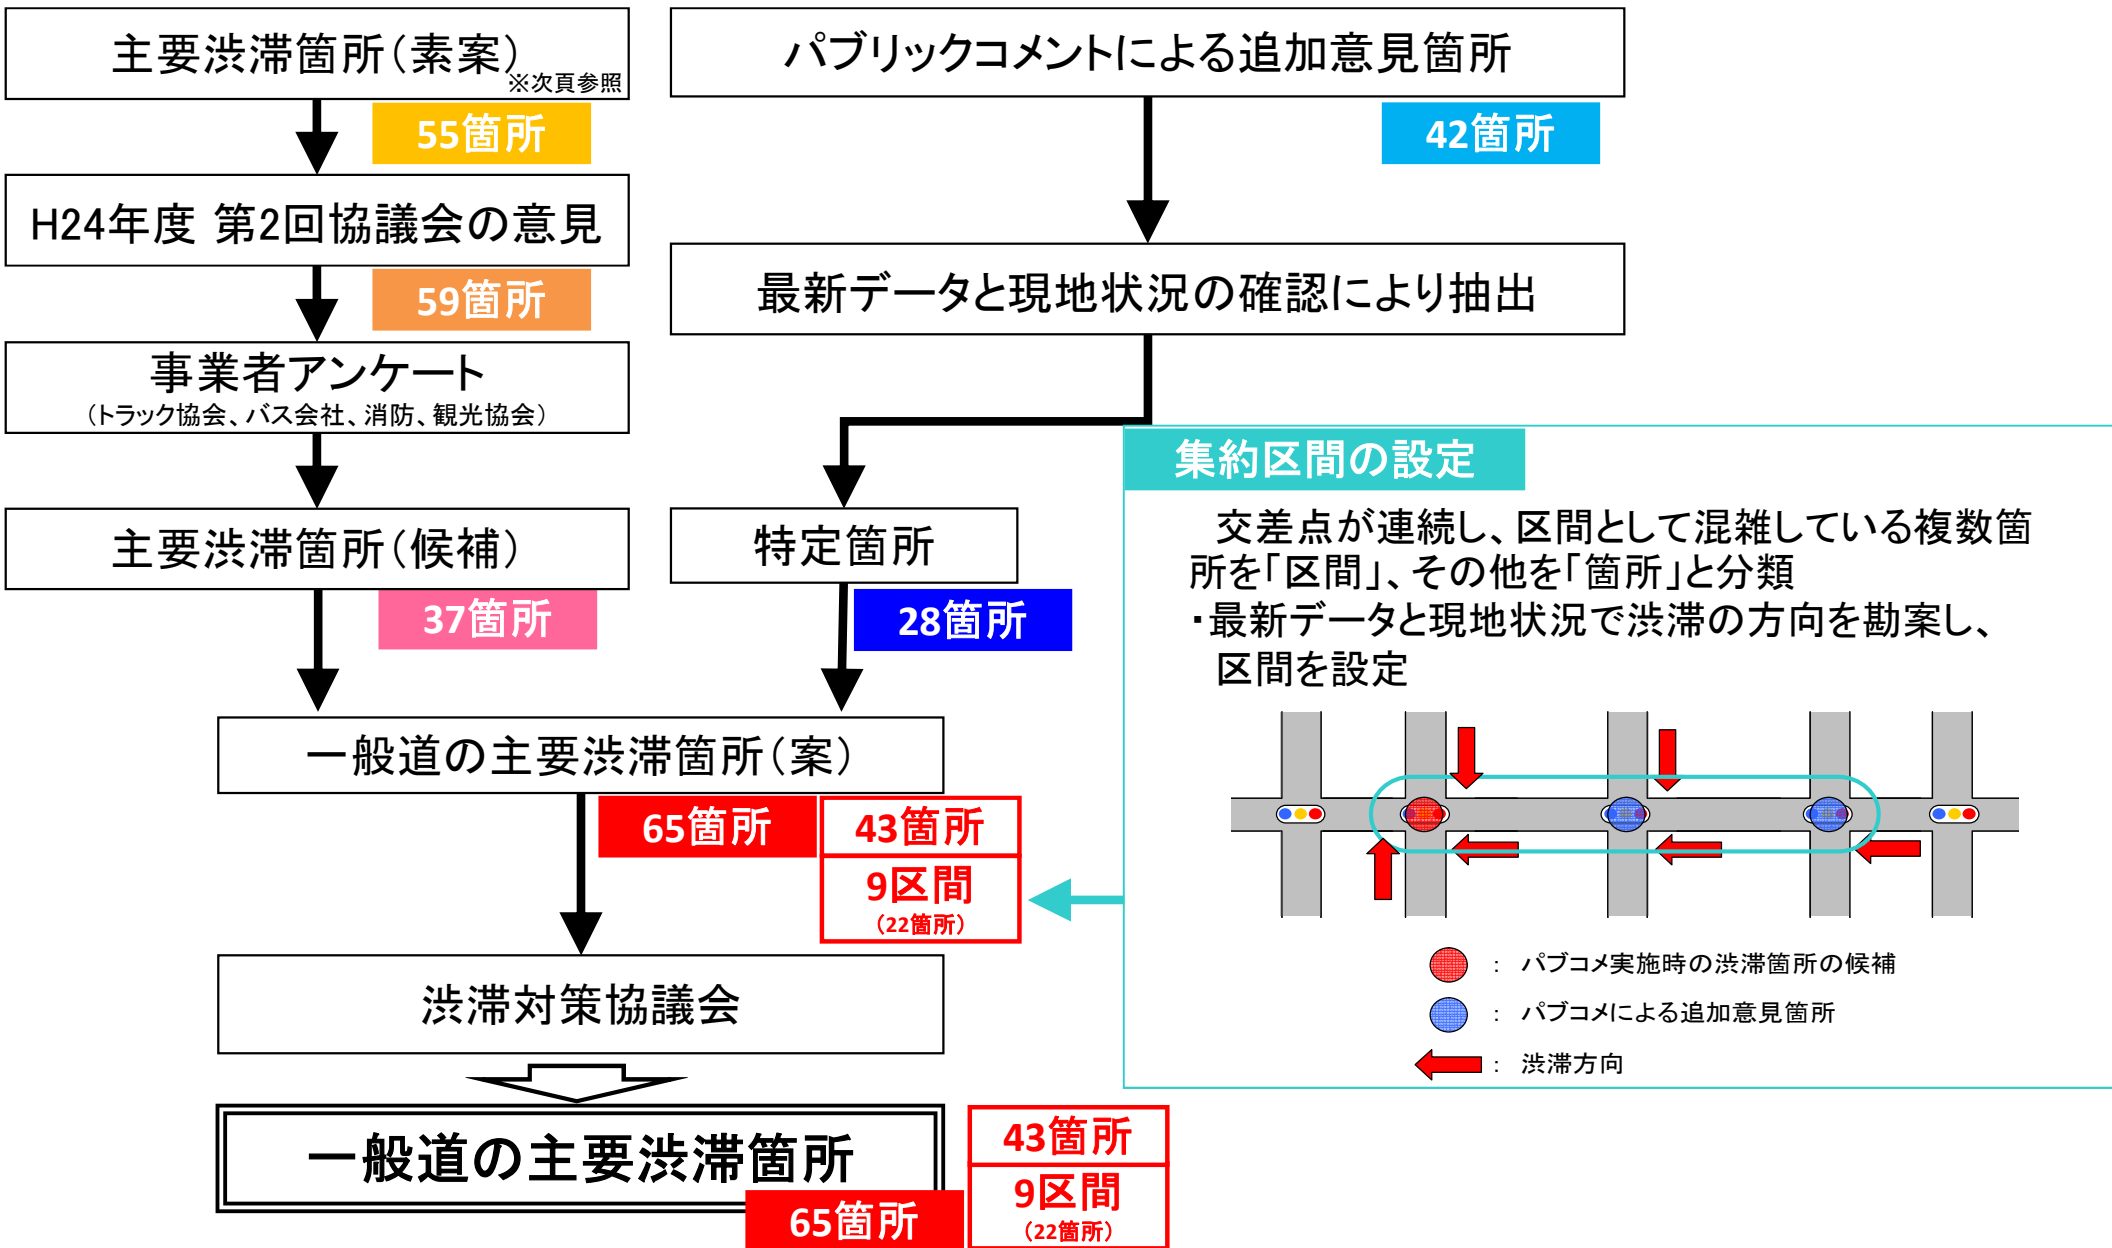 主要渋滞箇所(素案)
※次頁参照
55箇所
H24年度 第2回協議会の意見
59箇所
事業者アンケート
(トラック協会、バス会社、消防、観光協会)
主要渋滞箇所(候補)
37箇所
パブリックコメントによる追加意見箇所
42箇所
最新データと現地状況の確認により抽出
特定箇所
28箇所
一般道の主要渋滞箇所(案)
65箇所
43箇所
9区間
(22箇所)
渋滞対策協議会
一般道の主要渋滞箇所
65箇所
43箇所
9区間
(22箇所)
集約区間の設定
交差点が連続し、区間として混雑している複数箇
所を「区間」、その他を「箇所」と分類
・最新データと現地状況で渋滞の方向を勘案し、
区間を設定
： パブコメ実施時の渋滞箇所の候補
： パブコメによる追加意見箇所
： 渋滞方向